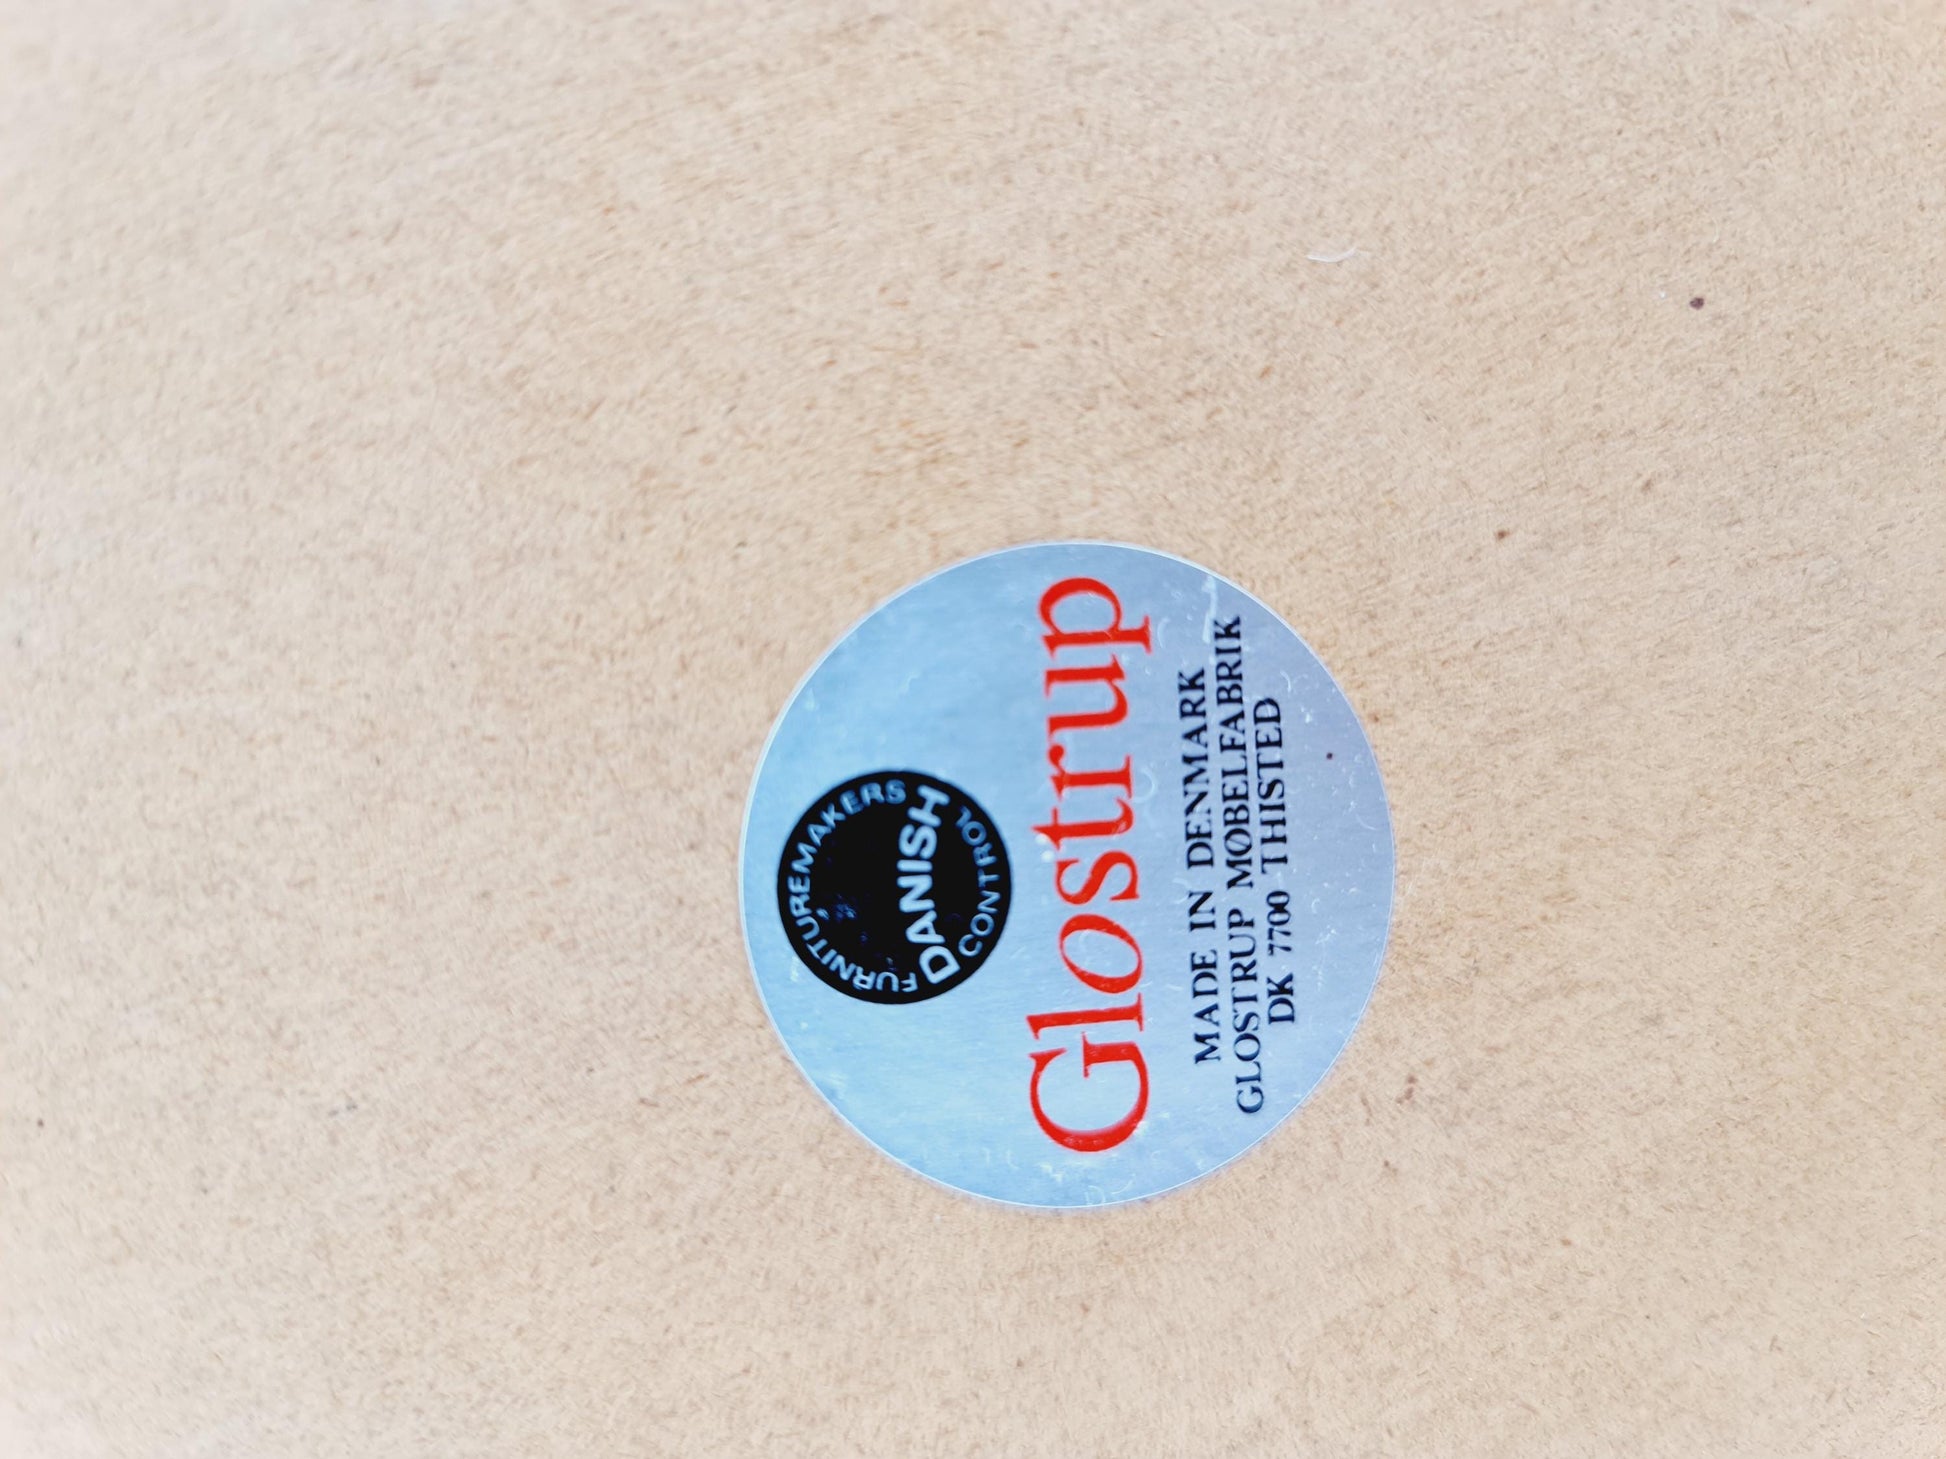 FURNITUREMAKERS
DANISH
CONTROL
Glostrup
MADE IN DENMARK
GLOSTRUP MØBELFABRIK
DK 7700 THISTED